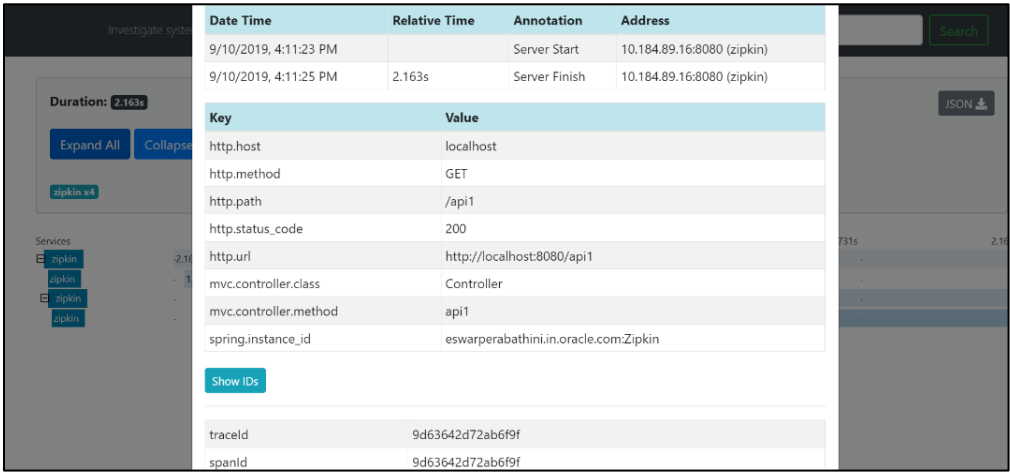 Date Time Relative Time Annotation Address
Investigate syste
Search
9/10/2019, 4:11:23 PM Server Start 10.184.89.16:8080 (zipkin)
9/10/2019, 4:11:25 PM 2.163s Server Finish 10.184.89.16:8080 (zipkin)
Duration: 2.163s
JSON
Expand All Collapse
zipkin x4
Key Value
http.host localhost
http.method GET
http.path /api1
http.status_code 200
http.url http://localhost:8080/api1
mvc.controller.class Controller
mvc.controller.method api1
spring.instance_id eswarperabathini.in.oracle.com:Zipkin
Services
731s 2.16
zipkin -2.16
zipkin - 1
zipkin -
zipkin -
Show IDs
traceId 9d63642d72ab6f9f
spanId 9d63642d72ab6f9f